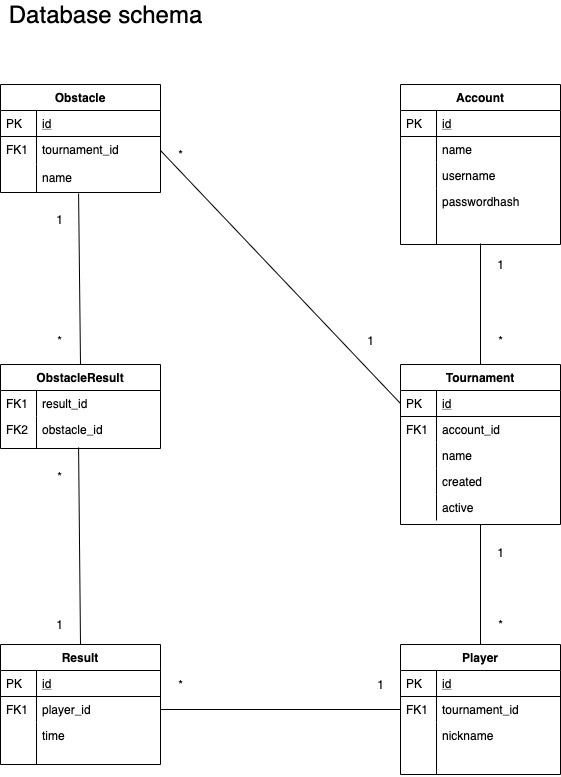 Database schema
Obstacle
PK id
FK1 tournament_id
name
Account
PK id
name
username
passwordhash
*
1
1
1
*
*
ObstacleResult
FK1 result_id
FK2 obstacle_id
Tournament
PK id
FK1 account_id
name
created
active
*
1
1
*
Result
PK id
FK1 player_id
time
*
1
Player
PK id
FK1 tournament_id
nickname